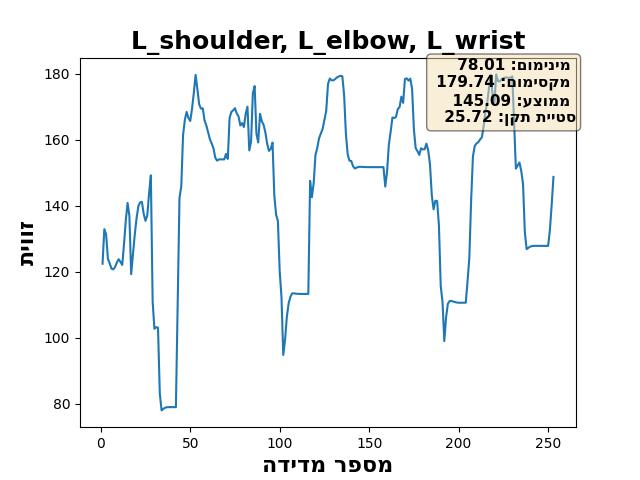 L_shoulder, L_elbow, L_wrist
מינימום: 78.01
מקסימום: 179.74
ממוצע: 145.09
סטיית תקן: 25.72
זווית
180
160
140
120
100
80
0 50 100 150 200 250
מספר מדידה